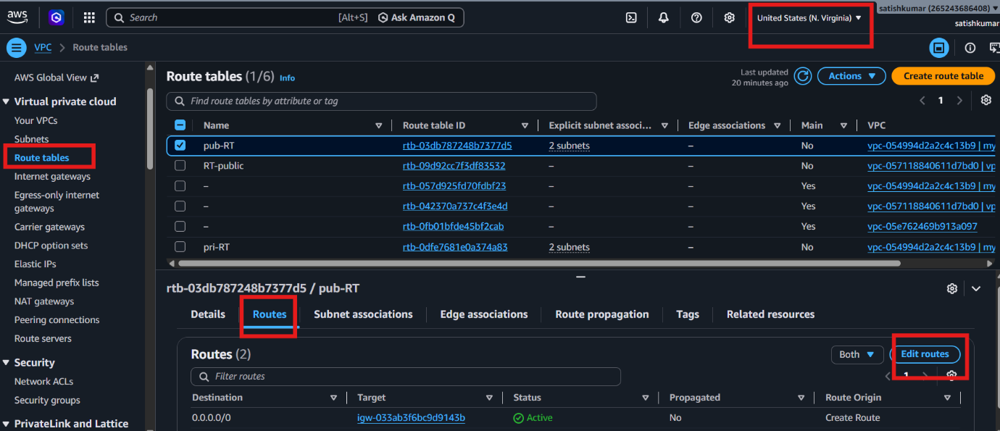 aws
Search [Alt+S] Ask Amazon Q
United States (N. Virginia)
satishkumar (265243686408)
satishkumar
VPC > Route tables
AWS Global View
Virtual private cloud
Your VPCs
Subnets
Route tables
Internet gateways
Egress-only internet
gateways
Carrier gateways
DHCP option sets
Elastic IPs
Managed prefix lists
NAT gateways
Peering connections
Route servers
Security
Network ACLs
Security groups
PrivateLink and Lattice
Route tables (1/6) Info
Last updated
20 minutes ago
Actions
Create route table
Find route tables by attribute or tag
1
Name Route table ID Explicit subnet associ... Edge associations Main VPC
pub-RT rtb-03db787248b7377d5 2 subnets – No vpc-054994d2a2c4c13b9 | my
RT-public rtb-09d92cc7f3df83532 – – No vpc-057118840611d7bd0 | vp
– rtb-057d925fd70fdbf23 – – Yes vpc-054994d2a2c4c13b9 | my
– rtb-042370a737c4f3e4d – – Yes vpc-057118840611d7bd0 | vp
– rtb-0fb01bfde45bf2cab – – Yes vpc-05e762469b913a097
pri-RT rtb-0dfe7681e0a374a83 2 subnets – No vpc-054994d2a2c4c13b9 | my
rtb-03db787248b7377d5 / pub-RT
Details Routes Subnet associations Edge associations Route propagation Tags Related resources
Routes (2)
Both
Edit routes
Filter routes
1
Destination Target Status Propagated Route Origin
0.0.0.0/0 igw-033ab3f6bc9d9143b Active No Create Route